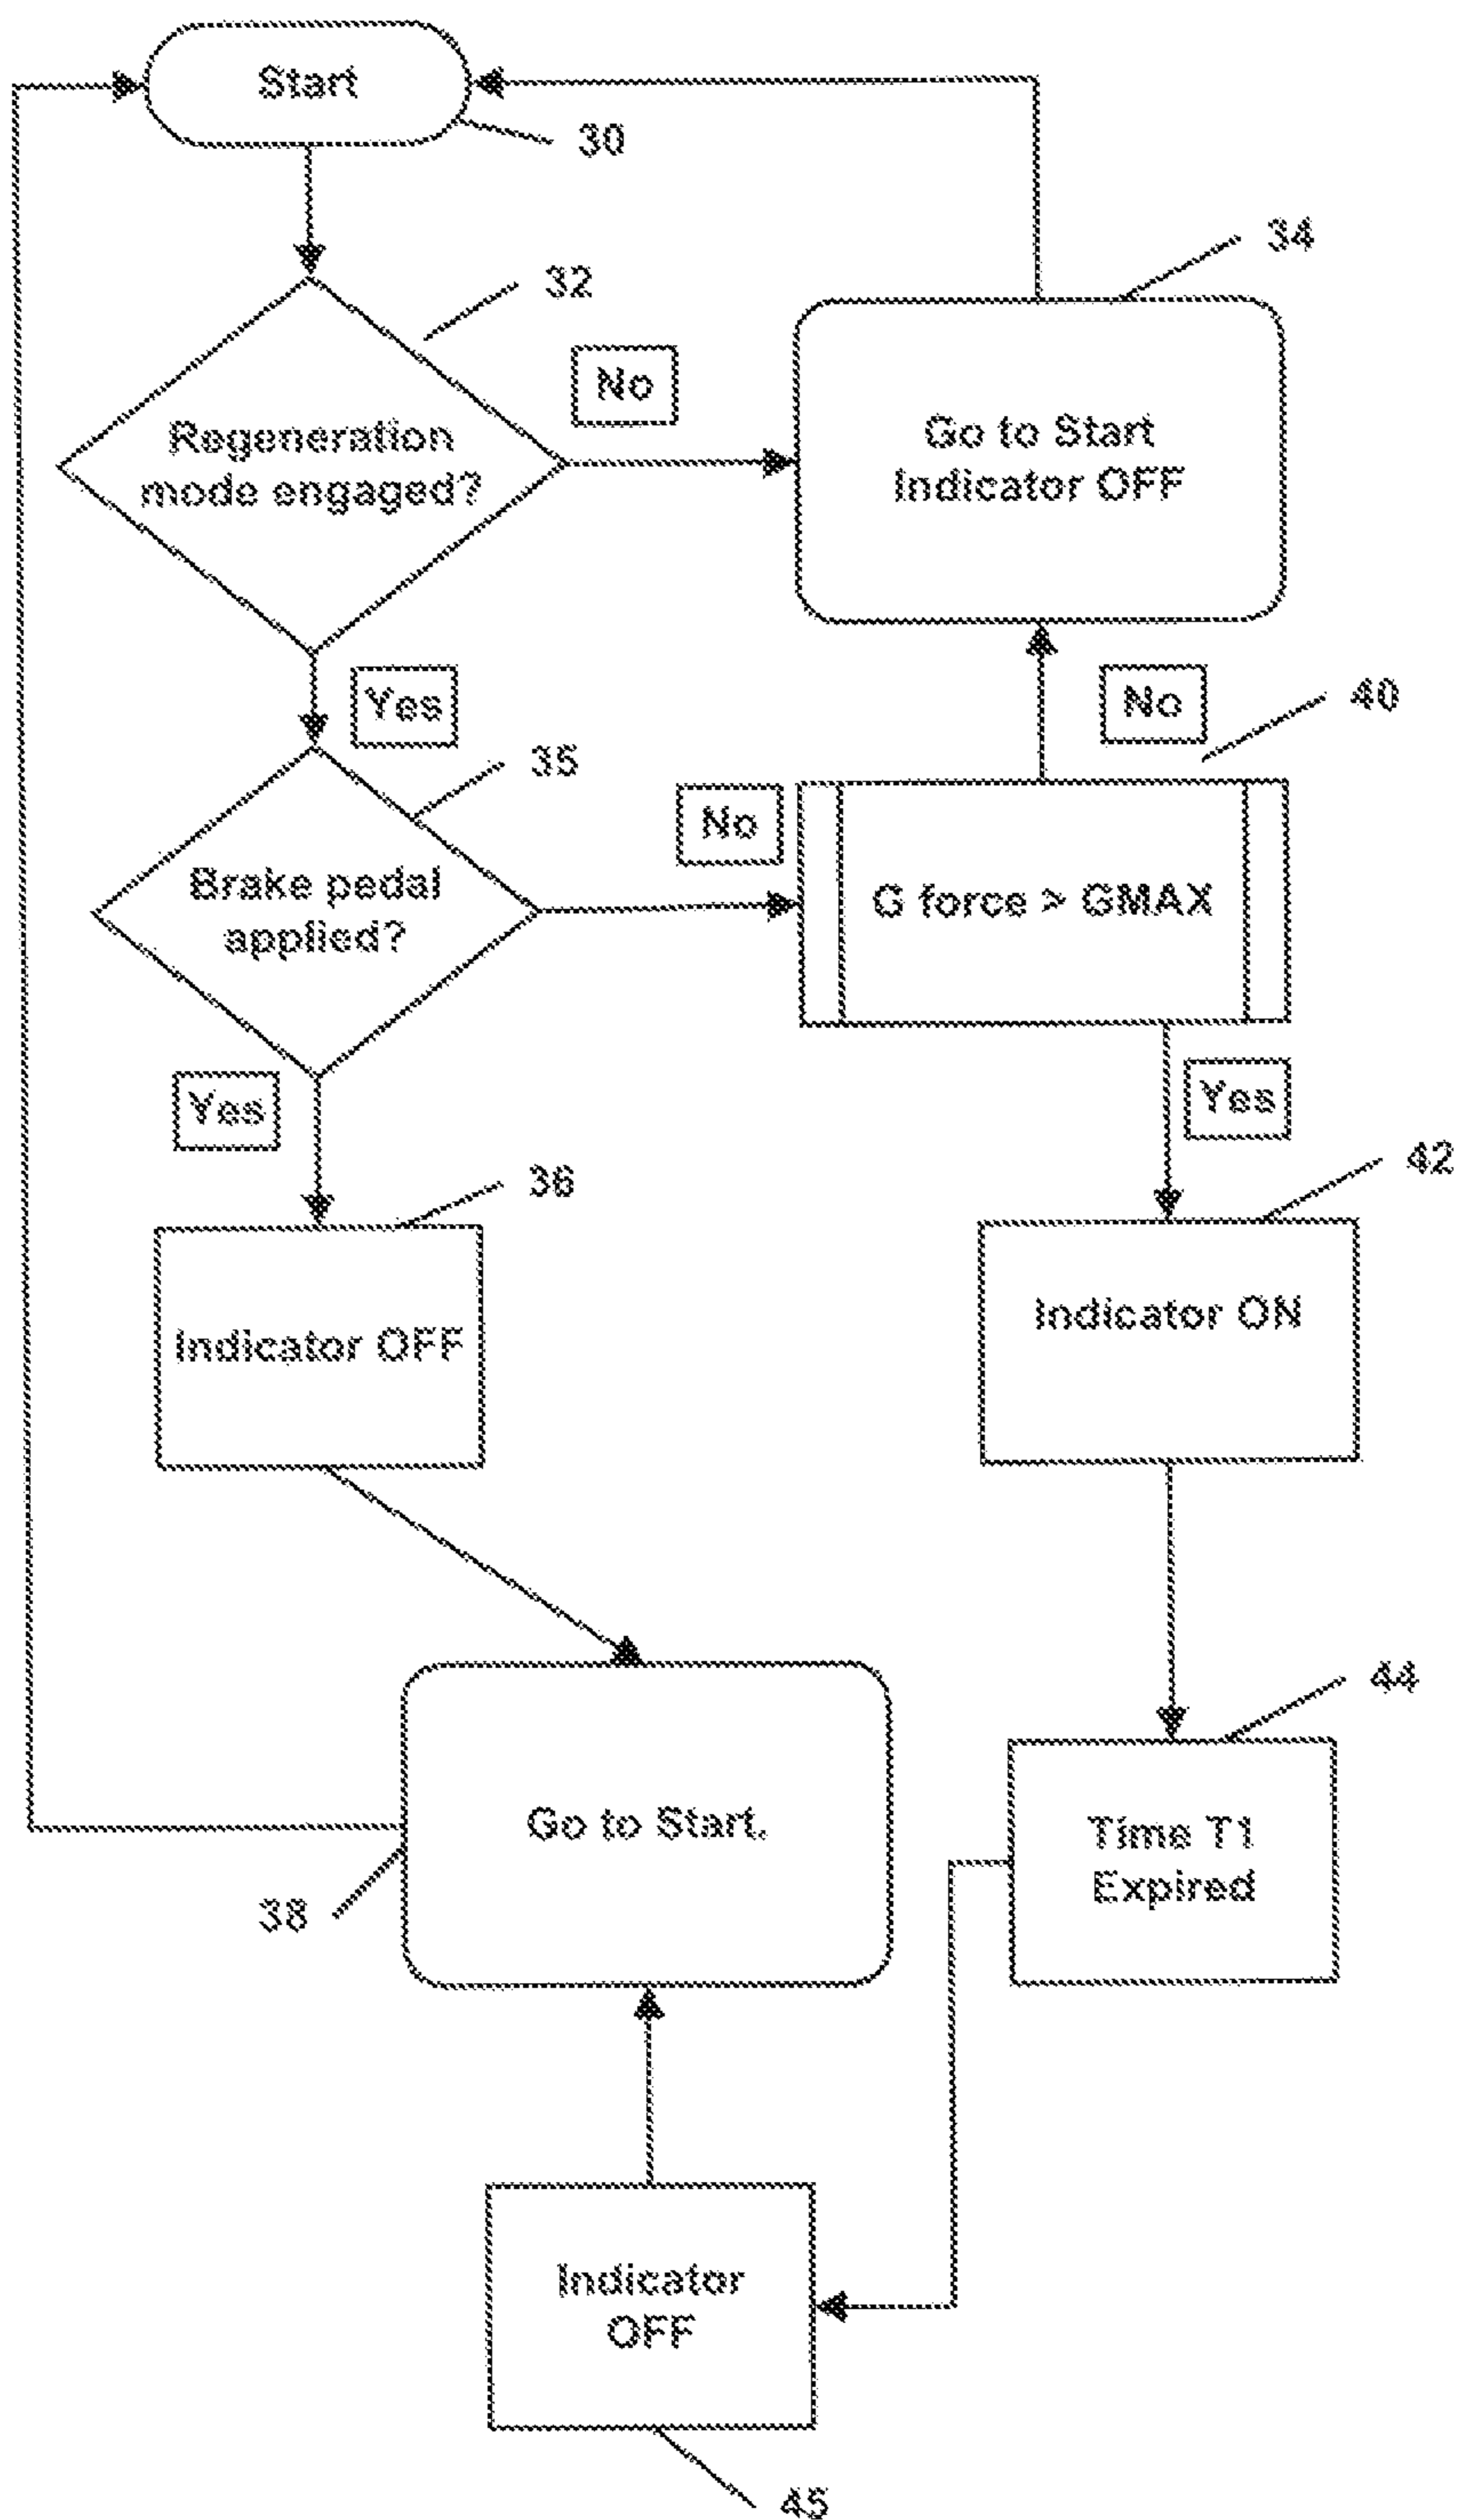 Start
30
32
34
No
Regeneration
mode engaged?
Go to Start
Indicator OFF
Yes
No
40
35
No
Brake pedal
applied?
G force > GMAX
Yes
Yes
36
42
Indicator OFF
Indicator ON
44
Go to Start.
Time T1
Expired
38
Indicator
OFF
45